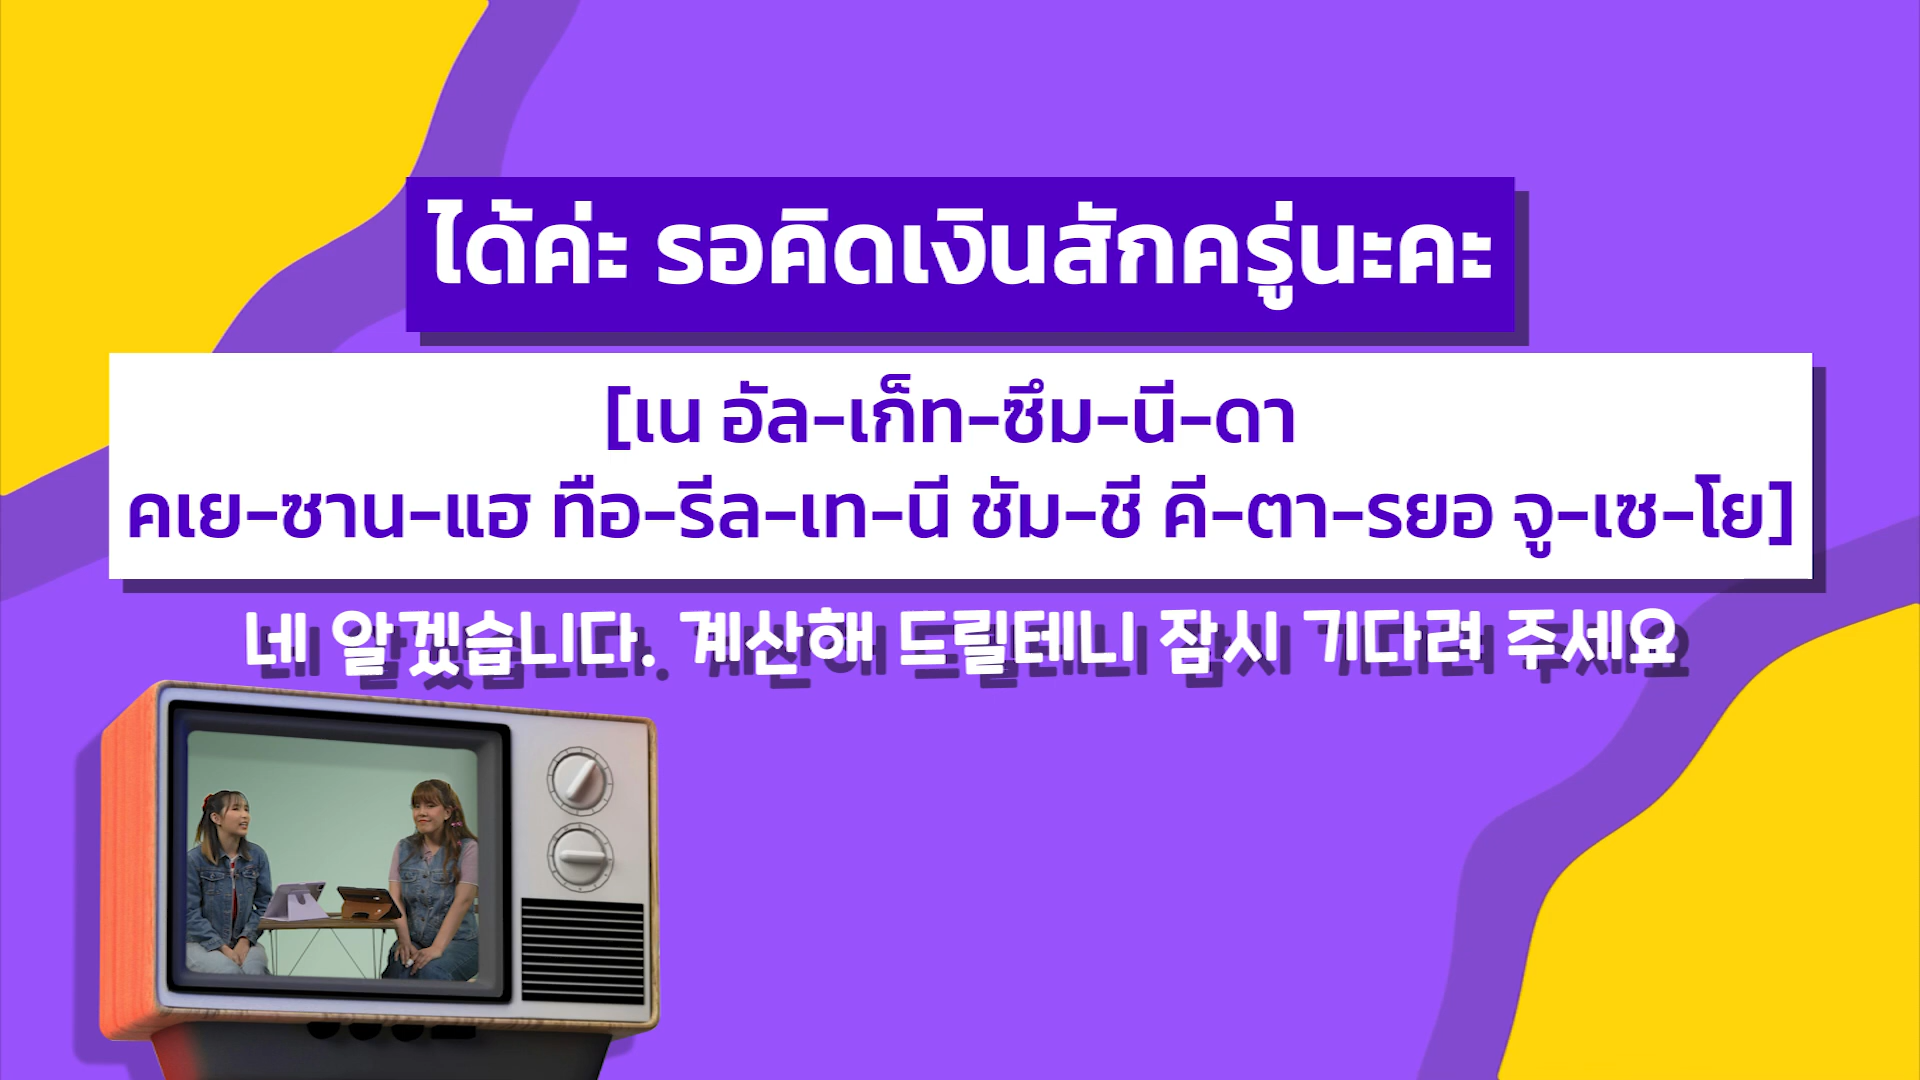 ได้ค่ะ รอคิดเงินสักครู่นะคะ
[เน อัล-เก็ท-ซึม-นี-ดา
คเย-ซาน-แฮ ทือ-รีล-เท-นี ชัม-ชี คี-ตา-รยอ จู-เซ-โย]
네 알겠습니다. 계산해 드릴테니 잠시 기다려 주세요